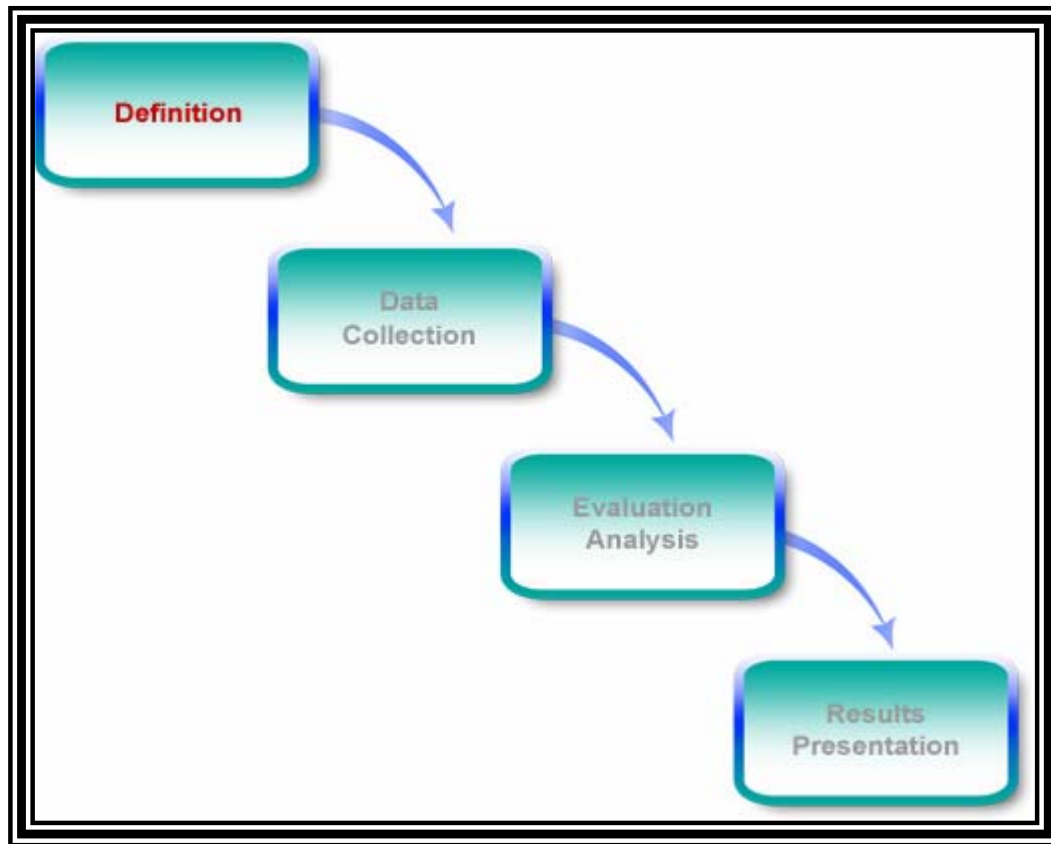 Definition
Data
Collection
Evaluation
Analysis
Results
Presentation